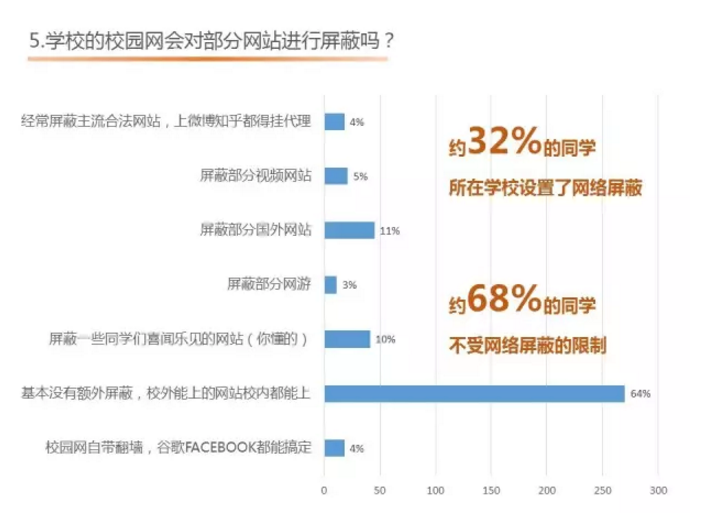 5.学校的校园网会对部分网站进行屏蔽吗？
经常屏蔽主流合法网站，上微博知乎都得挂代理
4%
约32%的同学
所在学校设置了网络屏蔽
屏蔽部分视频网站
5%
屏蔽部分国外网站
11%
屏蔽部分网游
3%
约68%的同学
不受网络屏蔽的限制
屏蔽一些同学们喜闻乐见的网站（你懂的）
10%
基本没有额外屏蔽，校外能上的网站校内都能上
64%
校园网自带翻墙，谷歌FACEBOOK都能搞定
4%
0 50 100 150 200 250 300